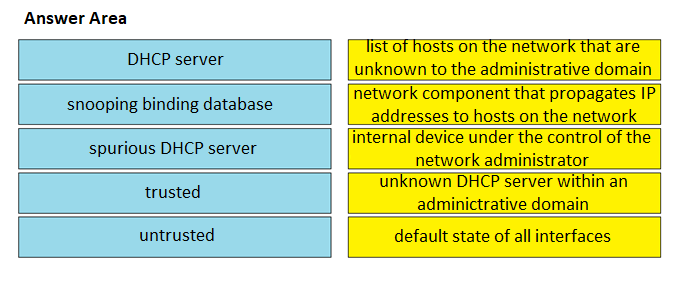 Answer Area
DHCP server
list of hosts on the network that are
unknown to the administrative domain
snooping binding database
network component that propagates IP
addresses to hosts on the network
spurious DHCP server
internal device under the control of the
network administrator
trusted
unknown DHCP server within an
adminictrative domain
untrusted
default state of all interfaces